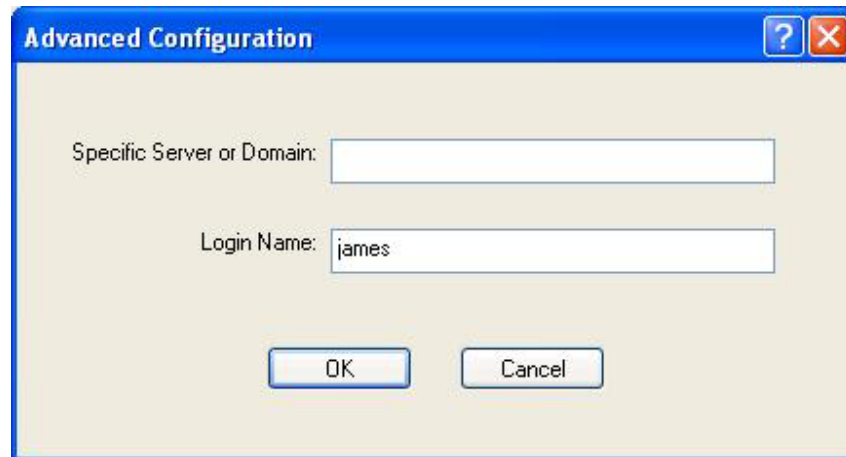 Advanced Configuration ?
Specific Server or Domain:
Login Name: james
OK Cancel